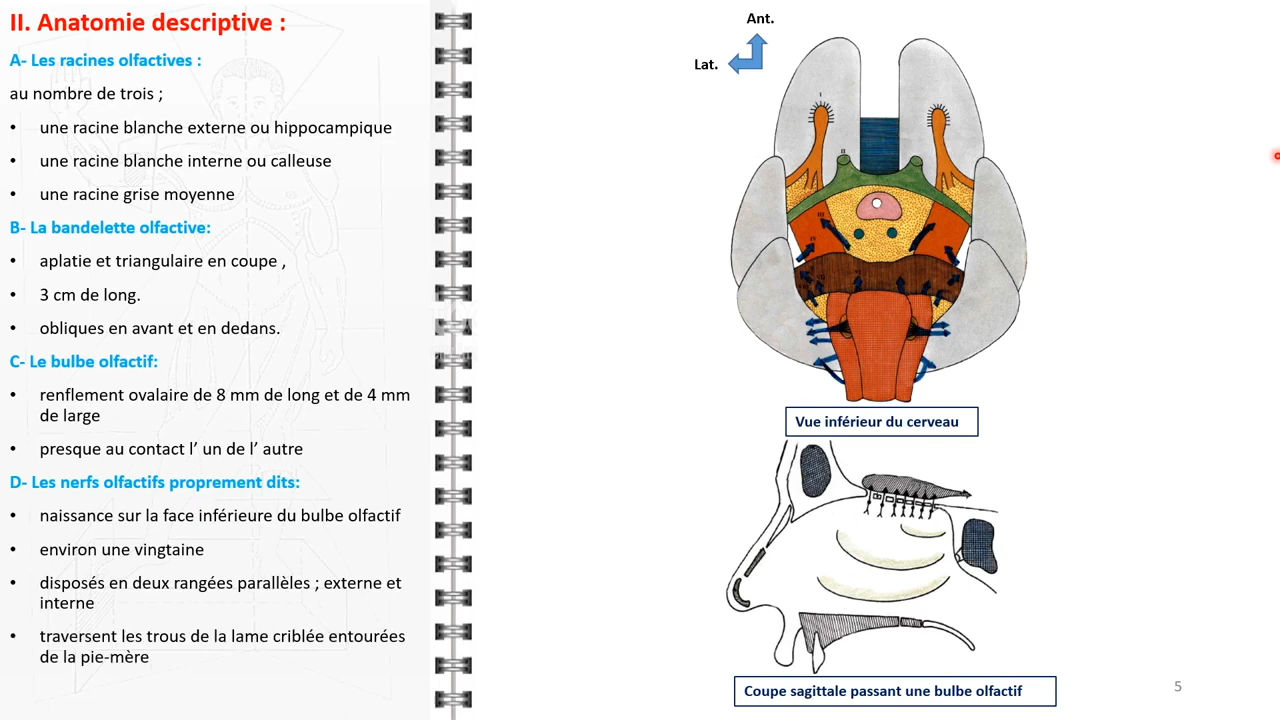 II. Anatomie descriptive :
A- Les racines olfactives :
au nombre de trois ;
• une racine blanche externe ou hippocampique
• une racine blanche interne ou calleuse
• une racine grise moyenne
B- La bandelette olfactive:
• aplatie et triangulaire en coupe ,
• 3 cm de long.
• obliques en avant et en dedans.
C- Le bulbe olfactif:
• renflement ovalaire de 8 mm de long et de 4 mm
de large
• presque au contact l' un de l' autre
D- Les nerfs olfactifs proprement dits:
• naissance sur la face inférieure du bulbe olfactif
• environ une vingtaine
• disposés en deux rangées parallèles ; externe et
interne
• traversent les trous de la lame criblée entourées
de la pie-mère
Ant.
Lat.
I
II
III
IV
VI
Vue inférieur du cerveau
Coupe sagittale passant une bulbe olfactif
5